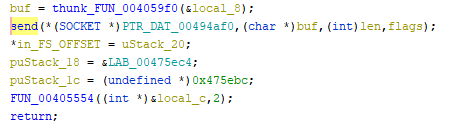 buf = thunk_FUN_004059f0(&local_8);
send(*(SOCKET *)PTR_DAT_00494af0,(char *)buf,(int)len,flags);
*in_FS_OFFSET = uStack_20;
puStack_18 = &LAB_00475ec4;
puStack_1c = (undefined *)0x475ebc;
FUN_00405554((int *)&local_c,2);
return;